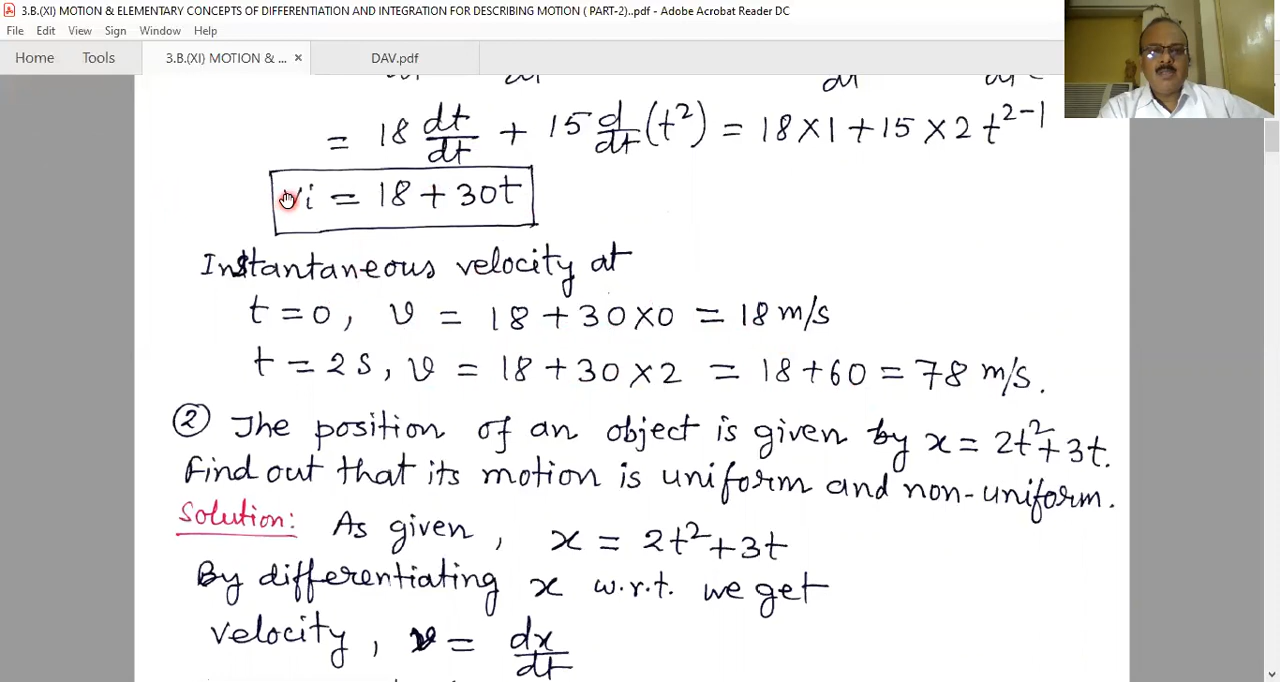 3.B.(XI) MOTION & ELEMENTARY CONCEPTS OF DIFFERENTIATION AND INTEGRATION FOR DESCRIBING MOTION ( PART-2)..pdf - Adobe Acrobat Reader DC
File Edit View Sign Window Help
Home Tools 3.B.(XI) MOTION & ... × DAV.pdf
= 18 dt/dt + 15 d/dt (t²) = 18 × 1 + 15 × 2 t²⁻¹
vi = 18 + 30t
Instantaneous velocity at
t = 0, v = 18 + 30 × 0 = 18 m/s
t = 2 s, v = 18 + 30 × 2 = 18 + 60 = 78 m/s.
② The position of an object is given by x = 2t² + 3t.
Find out that its motion is uniform and non-uniform.
Solution: As given, x = 2t² + 3t
By differentiating x w.r.t. we get
velocity, v = dx/dt